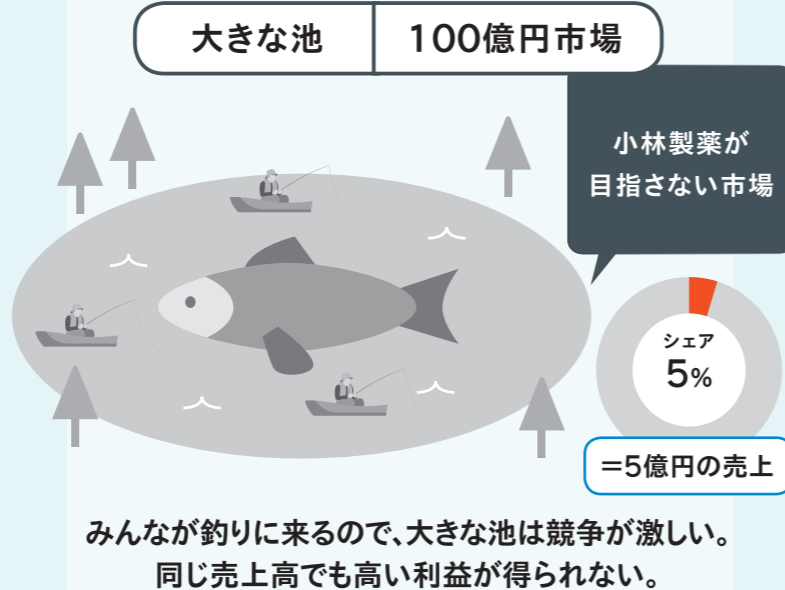 大きな池
100億円市場
小林製薬が
目指さない市場
シェア
5%
＝5億円の売上
みんなが釣りに来るので、大きな池は競争が激しい。
同じ売上高でも高い利益が得られない。